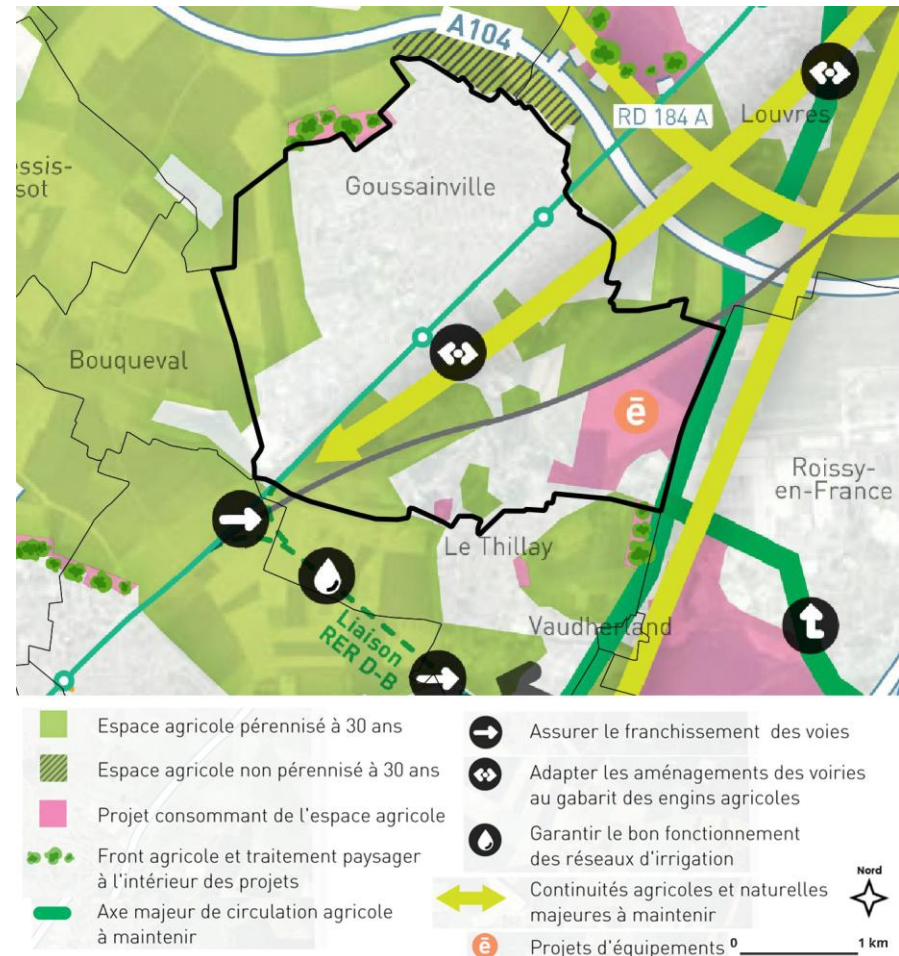 A104
RD 184 A
Louvres
ssis-
sot
Goussainville
Bouqueval
ē
Roissy-
en-France
Le Thillay
Liaison
RER D-B
Vaudherland
Espace agricole pérennisé à 30 ans
Espace agricole non pérennisé à 30 ans
Projet consommant de l'espace agricole
Front agricole et traitement paysager
à l'intérieur des projets
Axe majeur de circulation agricole
à maintenir
Assurer le franchissement des voies
Adapter les aménagements des voiries
au gabarit des engins agricoles
Garantir le bon fonctionnement
des réseaux d'irrigation
Continuités agricoles et naturelles
majeures à maintenir
ē Projets d'équipements
Nord
0 1 km